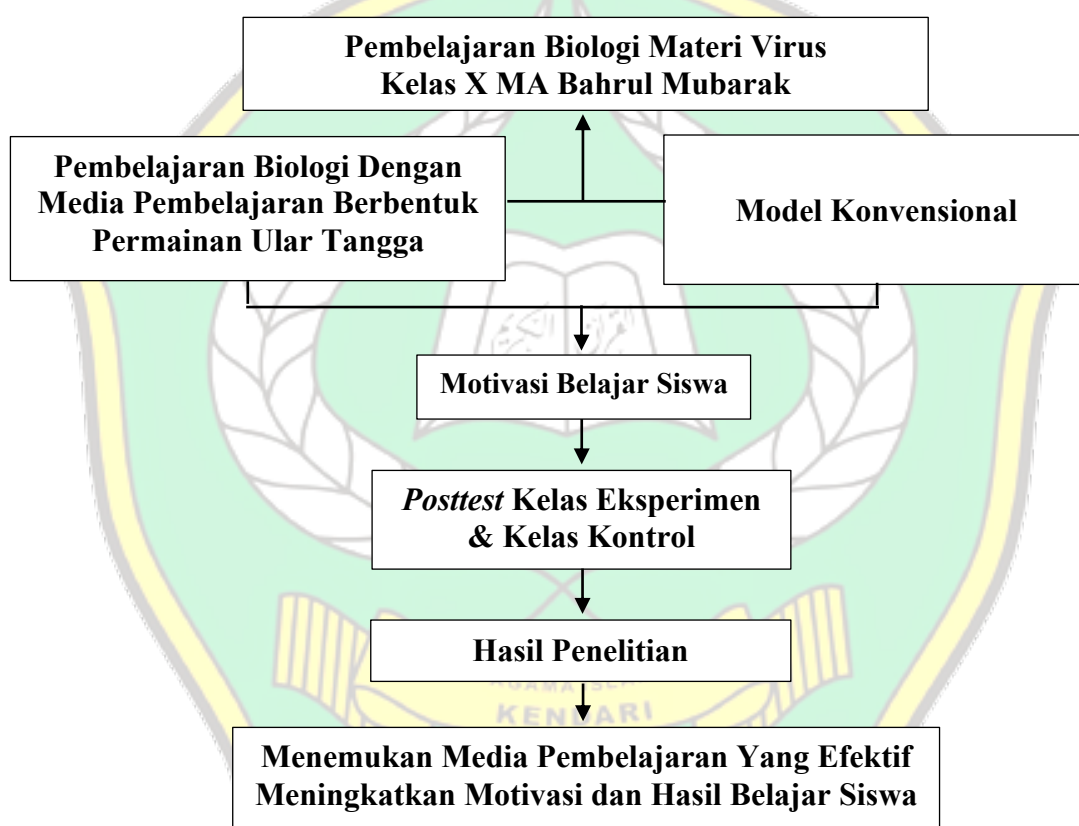 Pembelajaran Biologi Materi Virus
Kelas X MA Bahrul Mubarak
Pembelajaran Biologi Dengan
Media Pembelajaran Berbentuk
Permainan Ular Tangga
Model Konvensional
Motivasi Belajar Siswa
Posttest Kelas Eksperimen
& Kelas Kontrol
Hasil Penelitian
KENDARI
Menemukan Media Pembelajaran Yang Efektif
Meningkatkan Motivasi dan Hasil Belajar Siswa